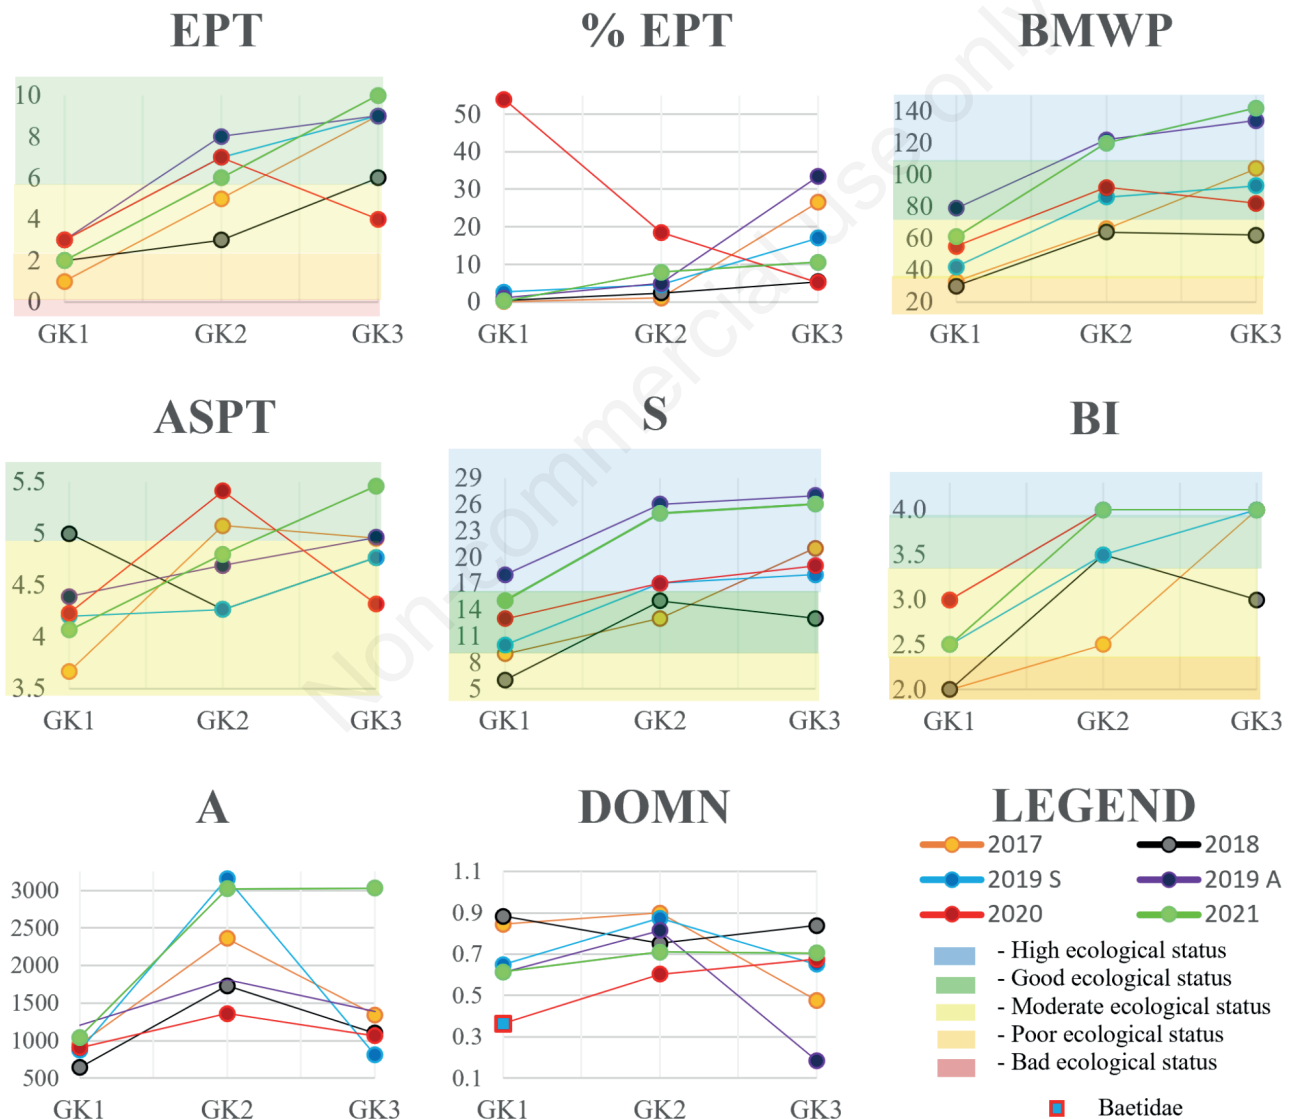 EPT
% EPT
BMWP
10
8
6
4
2
0
GK1 GK2 GK3
50
40
30
20
10
0
GK1 GK2 GK3
140
120
100
80
60
40
20
GK1 GK2 GK3
ASPT
S
BI
5.5
5
4.5
4
3.5
GK1 GK2 GK3
29
26
23
20
17
14
11
8
5
GK1 GK2 GK3
4.0
3.5
3.0
2.5
2.0
GK1 GK2 GK3
A
DOMN
LEGEND
3000
2500
2000
1500
1000
500
GK1 GK2 GK3
1.1
0.9
0.7
0.5
0.3
0.1
GK1 GK2 GK3
2017 2018
2019 S 2019 A
2020 2021
- High ecological status
- Good ecological status
- Moderate ecological status
- Poor ecological status
- Bad ecological status
Baetidae
Non-commercial use only